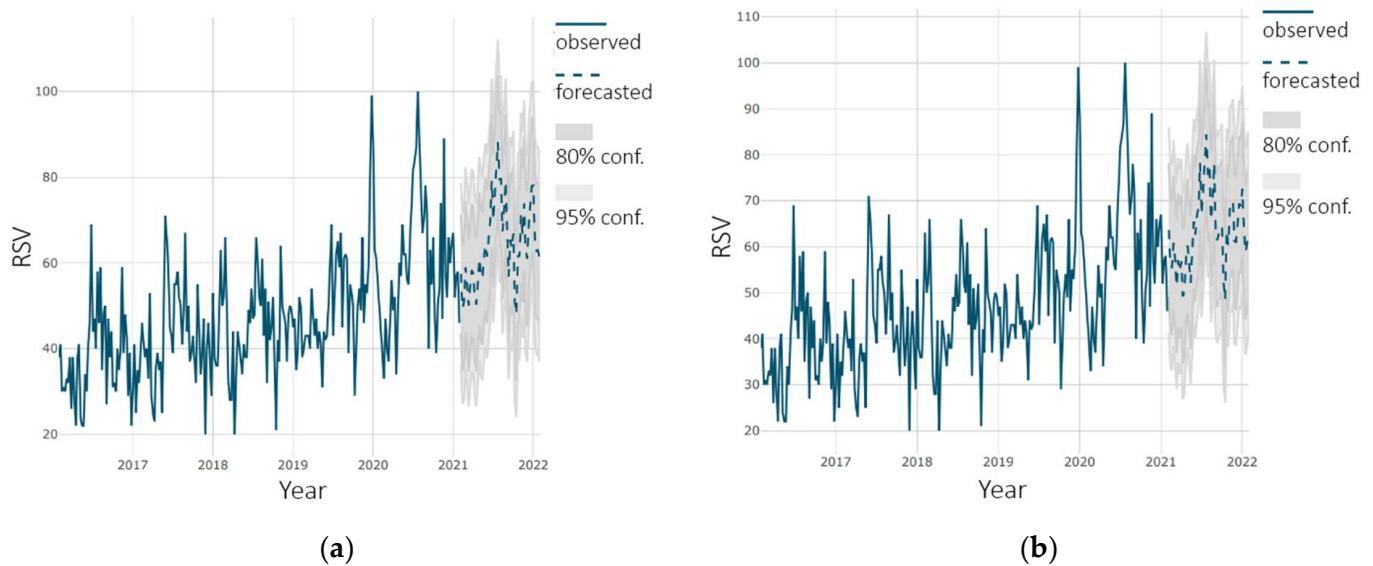 100
80
60
40
20
RSV
2017 2018 2019 2020 2021 2022
Year
observed
forecasted
80% conf.
95% conf.
(a)
110
100
90
80
70
60
50
40
30
20
RSV
2017 2018 2019 2020 2021 2022
Year
observed
forecasted
80% conf.
95% conf.
(b)